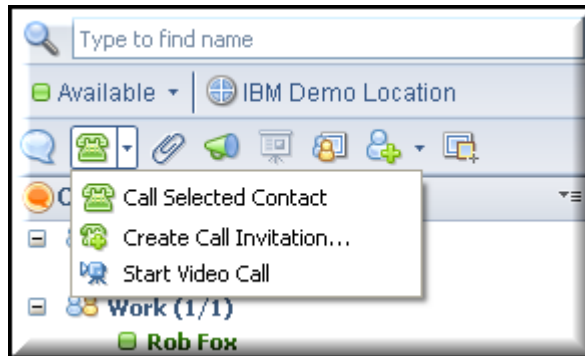 Type to find name
Available
IBM Demo Location
Call Selected Contact
Create Call Invitation...
Start Video Call
Work (1/1)
Rob Fox